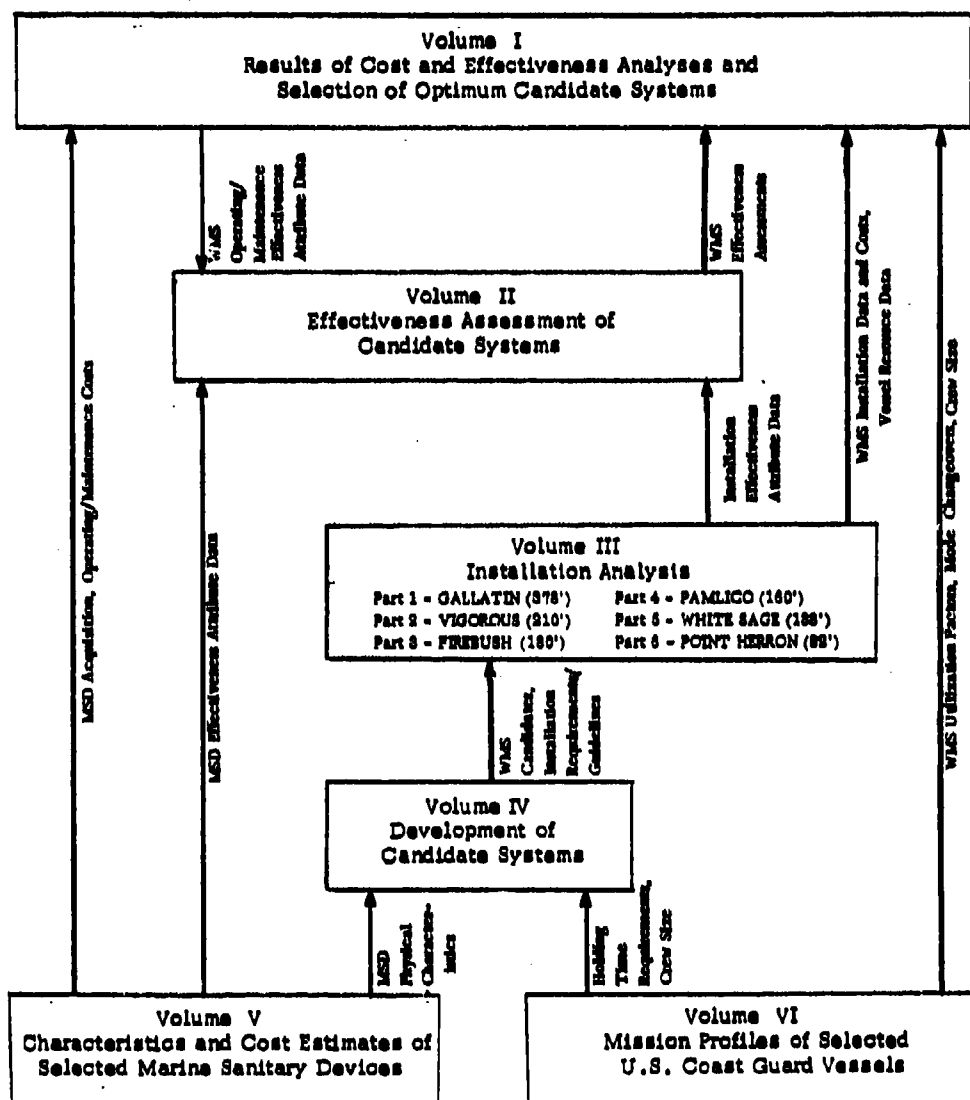 Volume I
Results of Cost and Effectiveness Analyses and
Selection of Optimum Candidate Systems
WMS
Operating/
Maintenance
Effectiveness
Attribute Data
WMS
Effectiveness
Assessments
WMS Installation Data and Costs,
Vessel Resource Data
WMS Utilization Factors, Mode Changeovers, Crew Size
MSD Acquisition, Operating/Maintenance Costs
Volume II
Effectiveness Assessment of
Candidate Systems
MSD Effectiveness Attribute Data
Installation
Effectiveness
Attribute Data
Volume III
Installation Analysis
Part 1 - GALLATIN (378')
Part 4 - PAMLICO (160')
Part 2 - VIGOROUS (210')
Part 5 - WHITE SAGE (133')
Part 3 - FIREBUSH (180')
Part 6 - POINT HERRON (82')
WMS
Candidates,
Installation
Requirements/
Guidelines
Volume IV
Development of
Candidate Systems
MSD
Physical
Character-
istics
Holding
Time
Requirements,
Crew Size
Volume V
Characteristics and Cost Estimates of
Selected Marine Sanitary Devices
Volume VI
Mission Profiles of Selected
U.S. Coast Guard Vessels